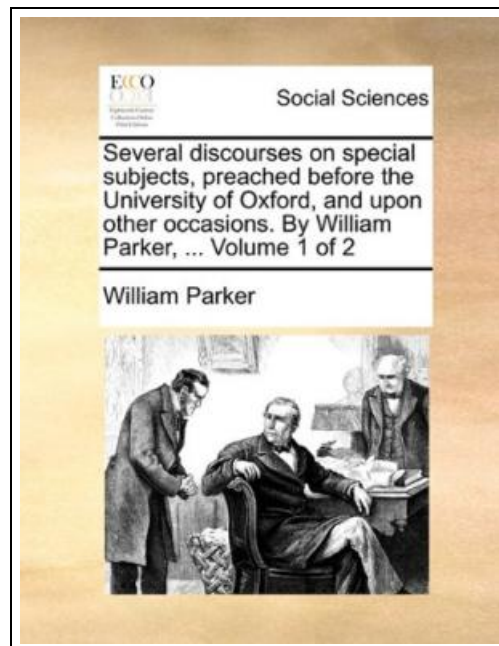 ECCO
Social Sciences
Several discourses on special
subjects, preached before the
University of Oxford, and upon
other occasions. By William
Parker, ... Volume 1 of 2
William Parker